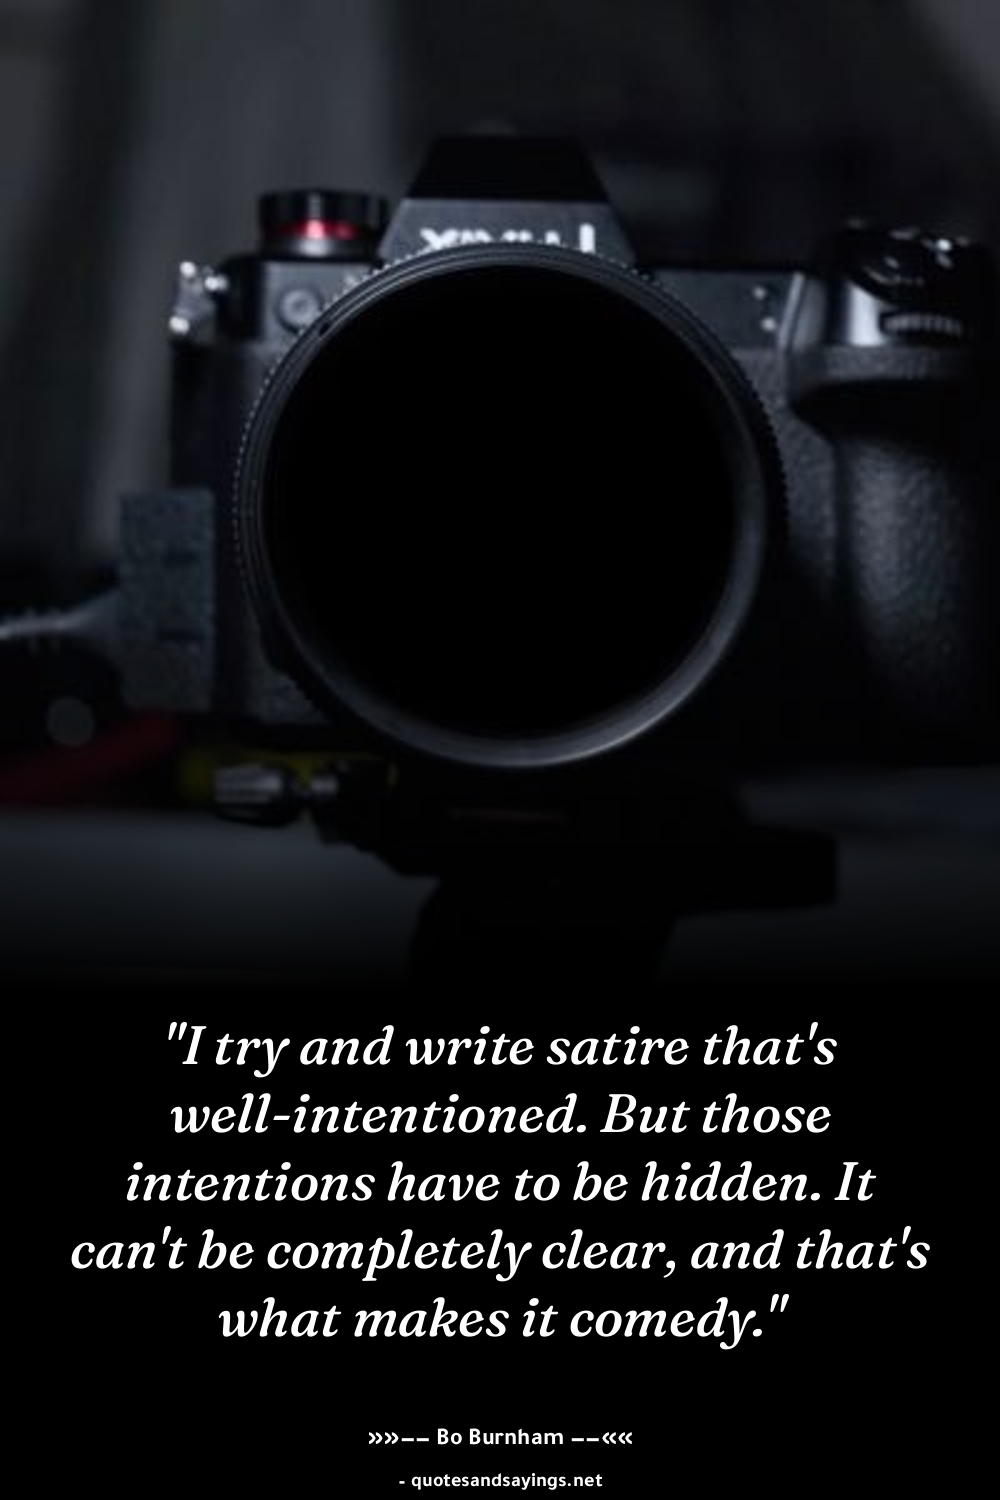 "I try and write satire that's
well-intentioned. But those
intentions have to be hidden. It
can't be completely clear, and that's
what makes it comedy."
»»—— Bo Burnham ——««
- quotesandsayings.net